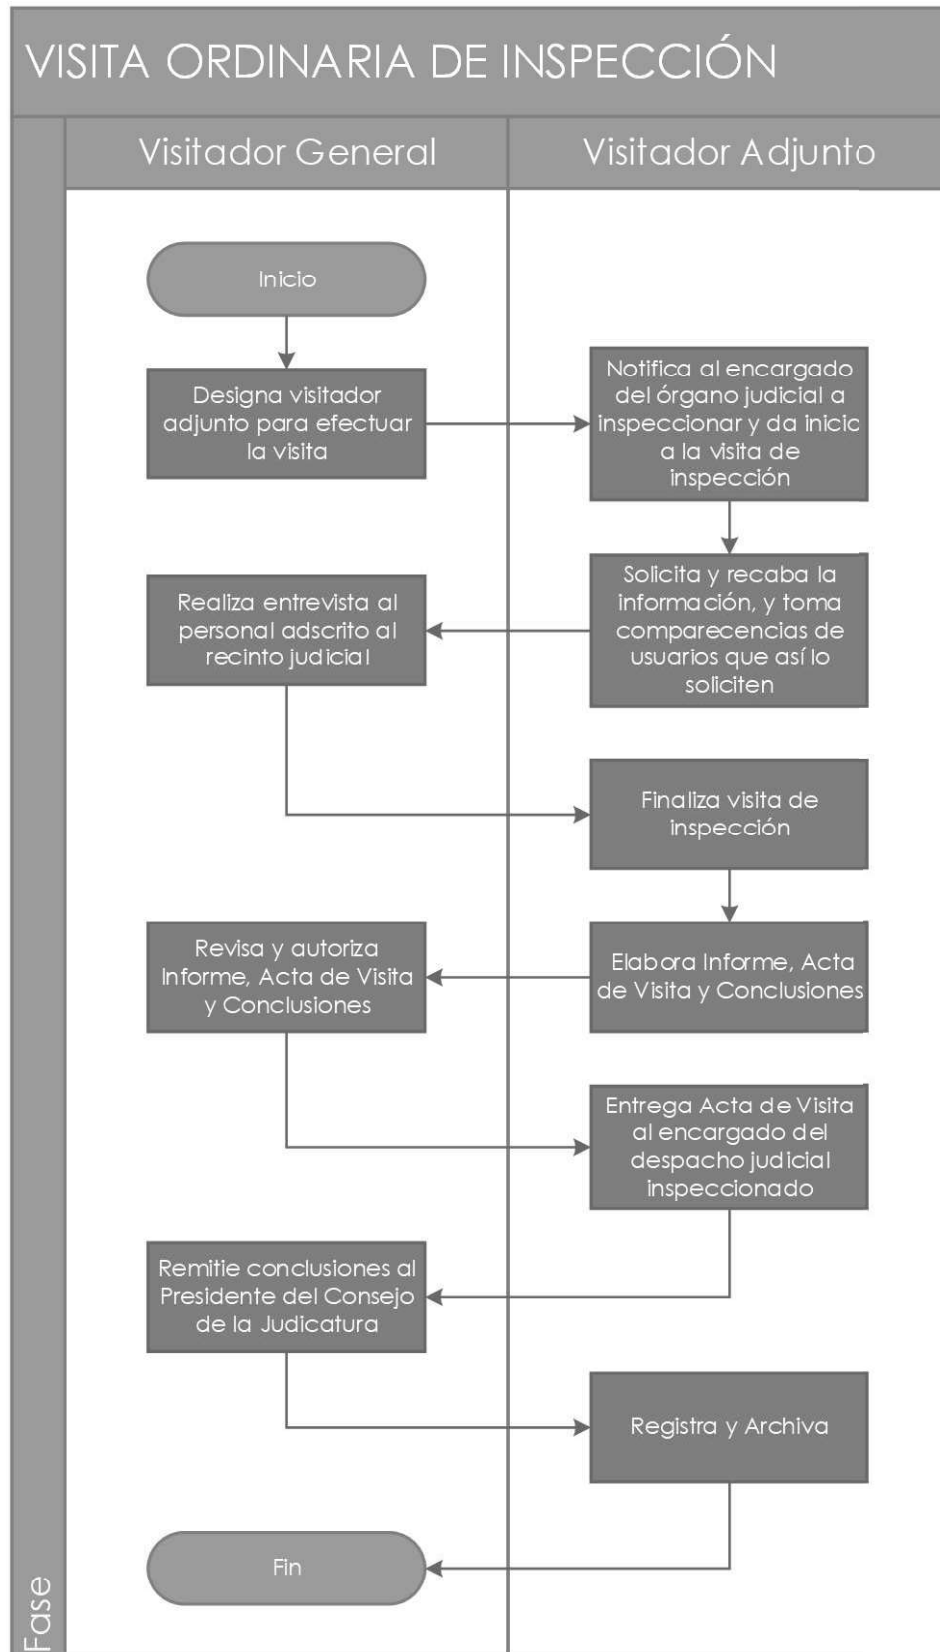 VISITA ORDINARIA DE INSPECCIÓN
Visitador General
Visitador Adjunto
Inicio
Designa visitador
adjunto para efectuar
la visita
Notifica al encargado
del órgano judicial a
inspeccionar y da inicio
a la visita de
inspección
Solicita y recaba la
información, y toma
comparecencias de
usuarios que así lo
soliciten
Realiza entrevista al
personal adscrito al
recinto judicial
Finaliza visita de
inspección
Elabora Informe, Acta
de Visita y Conclusiones
Revisa y autoriza
Informe, Acta de Visita
y Conclusiones
Entrega Acta de Visita
al encargado del
despacho judicial
inspeccionado
Remitie conclusiones al
Presidente del Consejo
de la Judicatura
Registra y Archiva
Fin
Fase